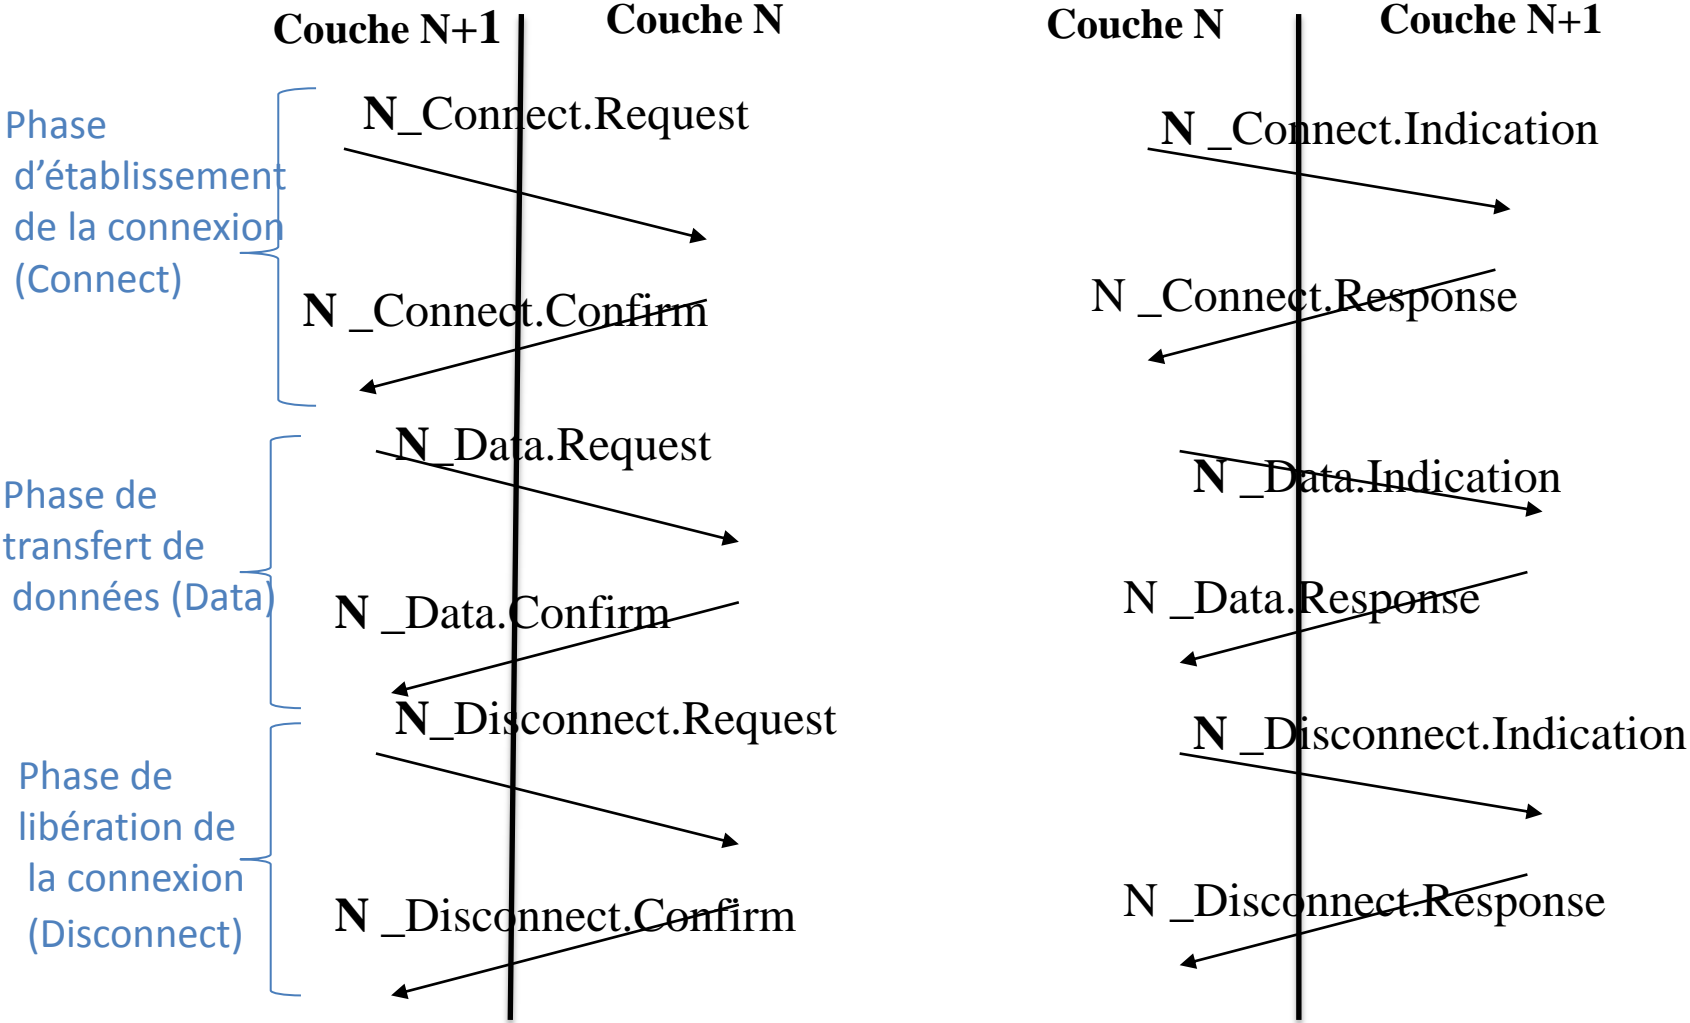 Couche N+1
Couche N
Couche N
Couche N+1
Phase
d’établissement
de la connexion
(Connect)
N_Connect.Request
N _Connect.Indication
N _Connect.Confirm
N _Connect.Response
Phase de
transfert de
données (Data)
N_Data.Request
N _Data.Indication
N _Data.Confirm
N _Data.Response
Phase de
libération de
la connexion
(Disconnect)
N_Disconnect.Request
N _Disconnect.Indication
N _Disconnect.Confirm
N _Disconnect.Response